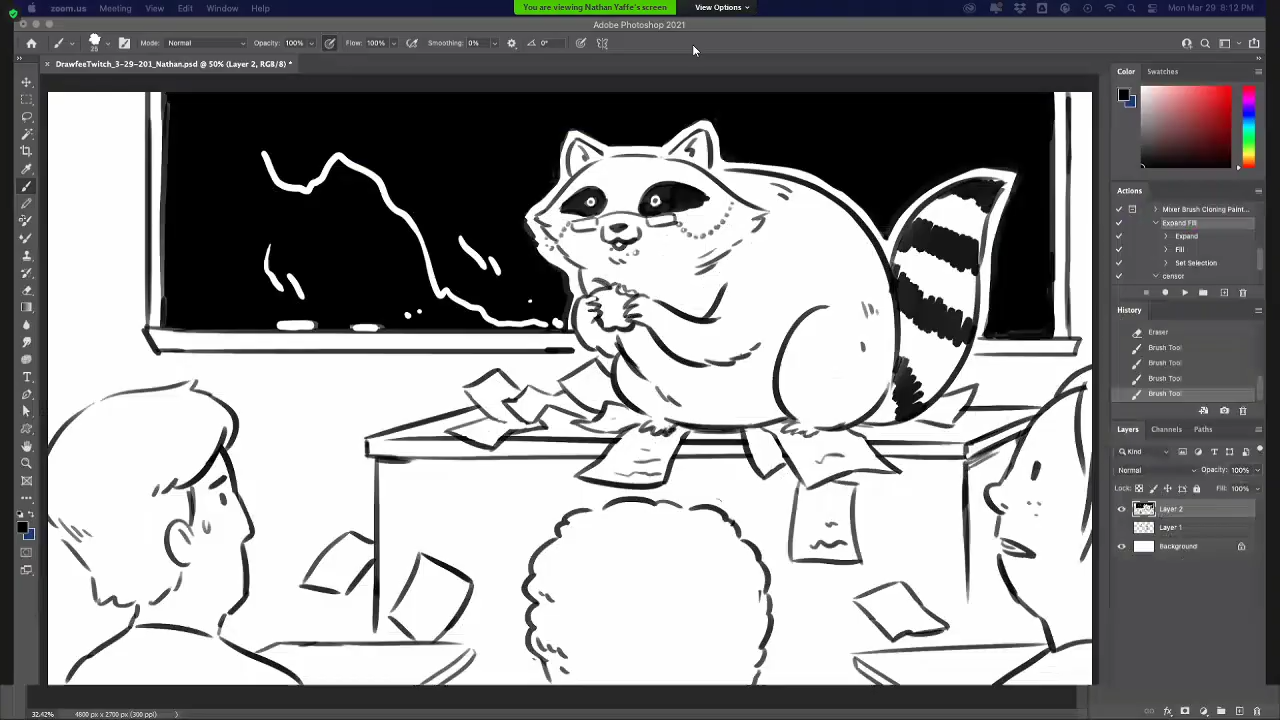 zoom.us Meeting View Edit Window Help
You are viewing Nathan Yaffe's screen View Options
Mon Mar 29 8:12 PM
Adobe Photoshop 2021
25 Mode: Normal Opacity: 100% Flow: 100% Smoothing: 0% 0°
DrawfeeTwitch_3-29-201_Nathan.psd @ 50% (Layer 2, RGB/8) *
Color Swatches
Actions
Mixer Brush Cloning Paint...
Expand Fill
Expand
Fill
Set Selection
censor
History
Eraser
Brush Tool
Brush Tool
Brush Tool
Brush Tool
Layers Channels Paths
Kind
Normal Opacity: 100%
Lock: Fill: 100%
Layer 2
Layer 1
Background
32.42% 4800 px x 2700 px (300 ppi)